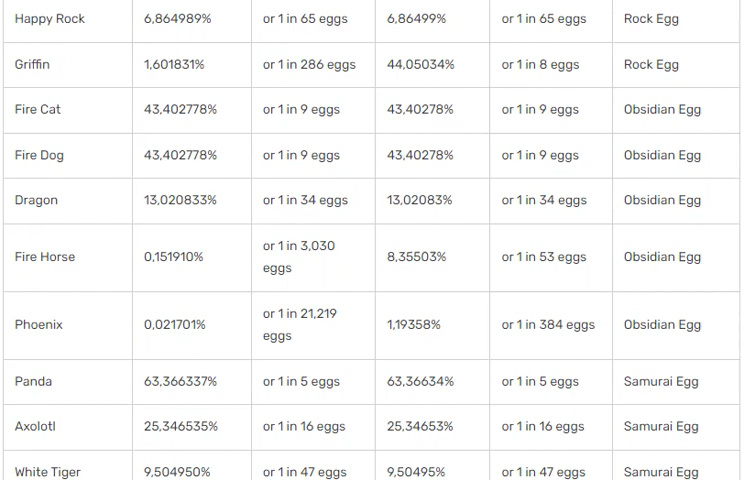 Happy Rock 6,864989% or 1 in 65 eggs 6,86499% or 1 in 65 eggs Rock Egg
Griffin 1,601831% or 1 in 286 eggs 44,05034% or 1 in 8 eggs Rock Egg
Fire Cat 43,402778% or 1 in 9 eggs 43,40278% or 1 in 9 eggs Obsidian Egg
Fire Dog 43,402778% or 1 in 9 eggs 43,40278% or 1 in 9 eggs Obsidian Egg
Dragon 13,020833% or 1 in 34 eggs 13,02083% or 1 in 34 eggs Obsidian Egg
Fire Horse 0,151910% or 1 in 3,030 eggs 8,35503% or 1 in 53 eggs Obsidian Egg
Phoenix 0,021701% or 1 in 21,219 eggs 1,19358% or 1 in 384 eggs Obsidian Egg
Panda 63,366337% or 1 in 5 eggs 63,36634% or 1 in 5 eggs Samurai Egg
Axolotl 25,346535% or 1 in 16 eggs 25,34653% or 1 in 16 eggs Samurai Egg
White Tiger 9,504950% or 1 in 47 eggs 9,50495% or 1 in 47 eggs Samurai Egg